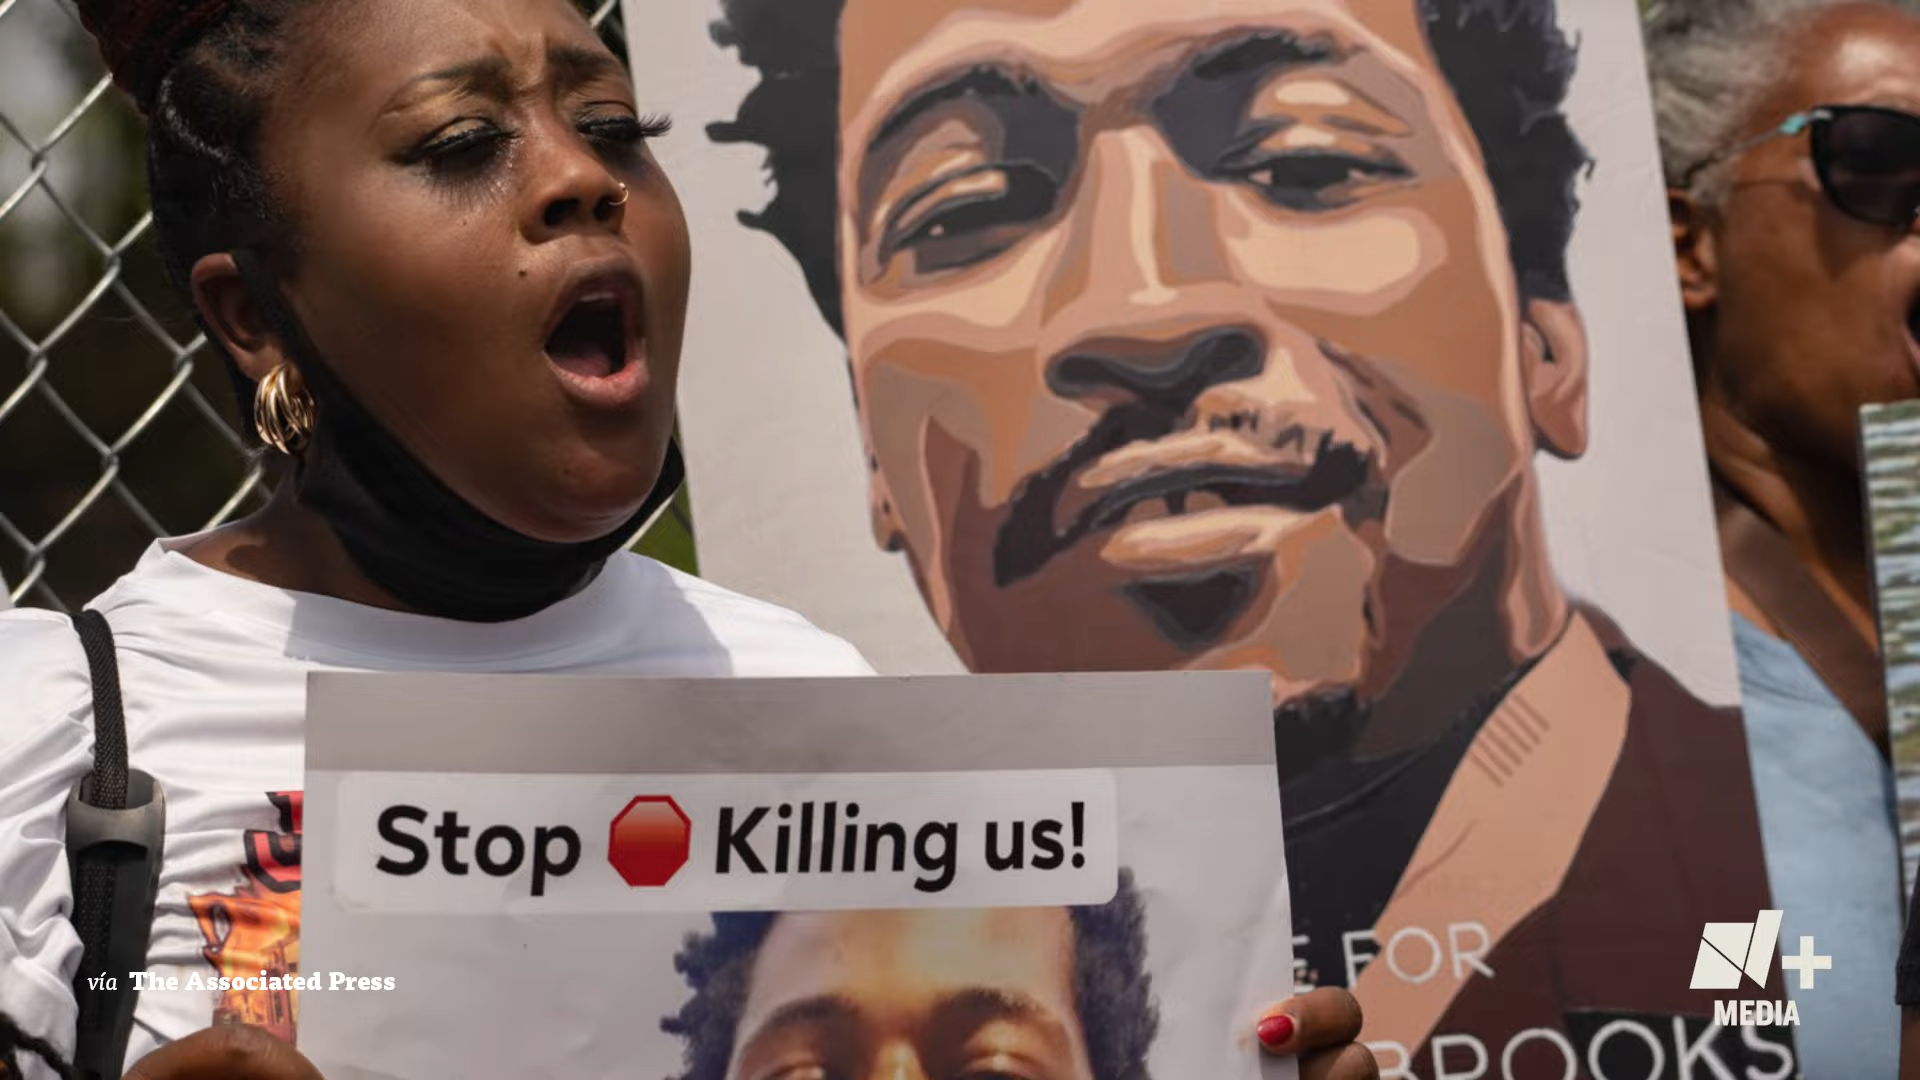 Stop 🛑 Killing us!
FOR
BROOKS
vía The Associated Press
N+
MEDIA